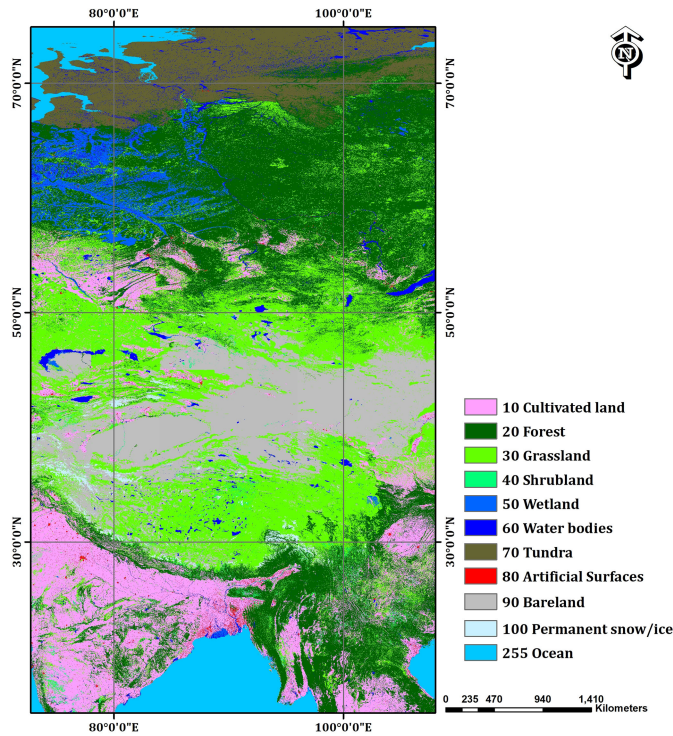 80°0'0"E 100°0'0"E
N
70°0'0"N 70°0'0"N
50°0'0"N 50°0'0"N
10 Cultivated land
20 Forest
30 Grassland
40 Shrubland
50 Wetland
60 Water bodies
30°0'0"N 30°0'0"N
70 Tundra
80 Artificial Surfaces
90 Bareland
100 Permanent snow/ice
255 Ocean
0 235 470 940 1,410
Kilometers
80°0'0"E 100°0'0"E